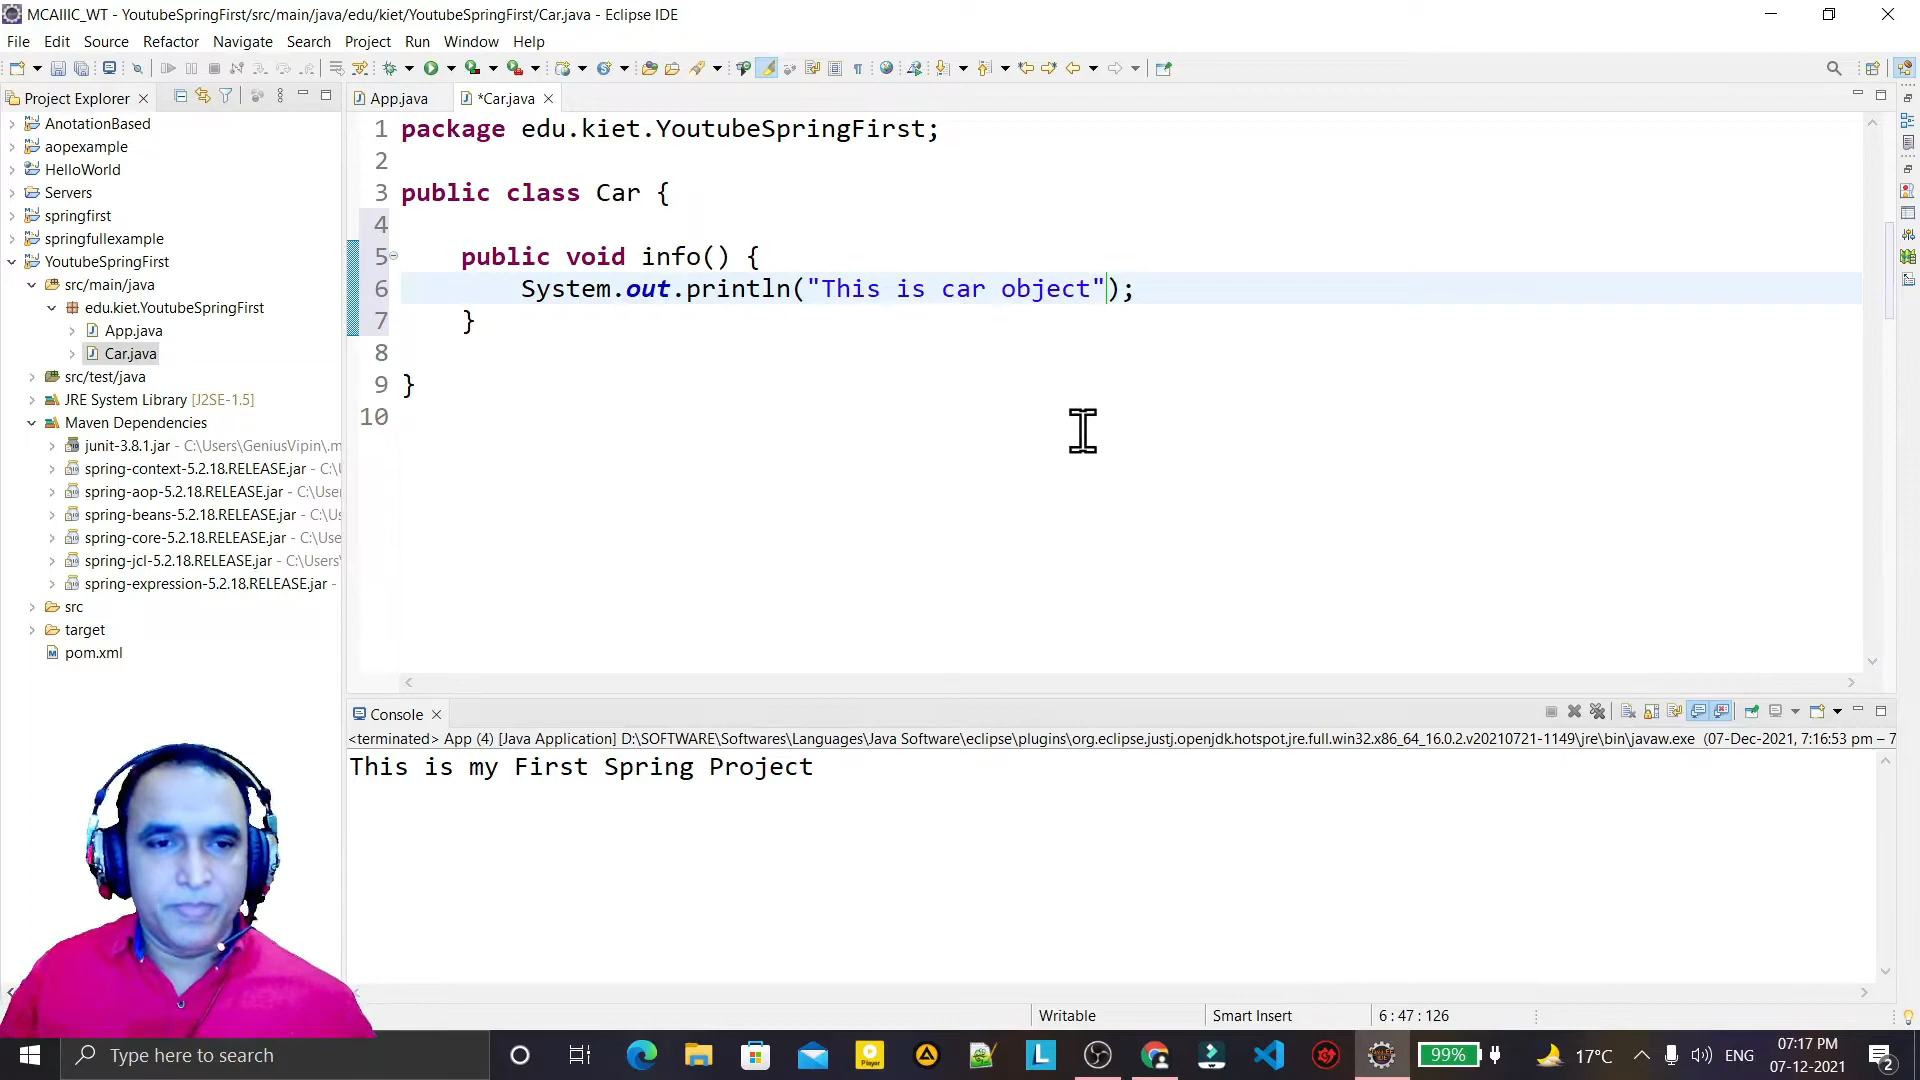 MCAIIIC_WT - YoutubeSpringFirst/src/main/java/edu/kiet/YoutubeSpringFirst/Car.java - Eclipse IDE
File Edit Source Refactor Navigate Search Project Run Window Help
Project Explorer
AnotationBased
aopexample
HelloWorld
Servers
springfirst
springfullexample
YoutubeSpringFirst
src/main/java
edu.kiet.YoutubeSpringFirst
App.java
Car.java
src/test/java
JRE System Library [J2SE-1.5]
Maven Dependencies
junit-3.8.1.jar - C:\Users\GeniusVipin\.m
spring-context-5.2.18.RELEASE.jar - C:\
spring-aop-5.2.18.RELEASE.jar - C:\Use
spring-beans-5.2.18.RELEASE.jar - C:\U
spring-core-5.2.18.RELEASE.jar - C:\Use
spring-jcl-5.2.18.RELEASE.jar - C:\Users
spring-expression-5.2.18.RELEASE.jar -
src
target
pom.xml
App.java *Car.java
1 package edu.kiet.YoutubeSpringFirst;
2
3 public class Car {
4
5 public void info() {
6 System.out.println("This is car object");
7 }
8
9 }
10
Console
<terminated> App (4) [Java Application] D:\SOFTWARE\Softwares\Languages\Java Software\eclipse\plugins\org.eclipse.justj.openjdk.hotspot.jre.full.win32.x86_64_16.0.2.v20210721-1149\jre\bin\javaw.exe (07-Dec-2021, 7:16:53 pm – 7
This is my First Spring Project
Writable Smart Insert 6 : 47 : 126
Type here to search
99% 17°C ENG 07:17 PM
07-12-2021
2